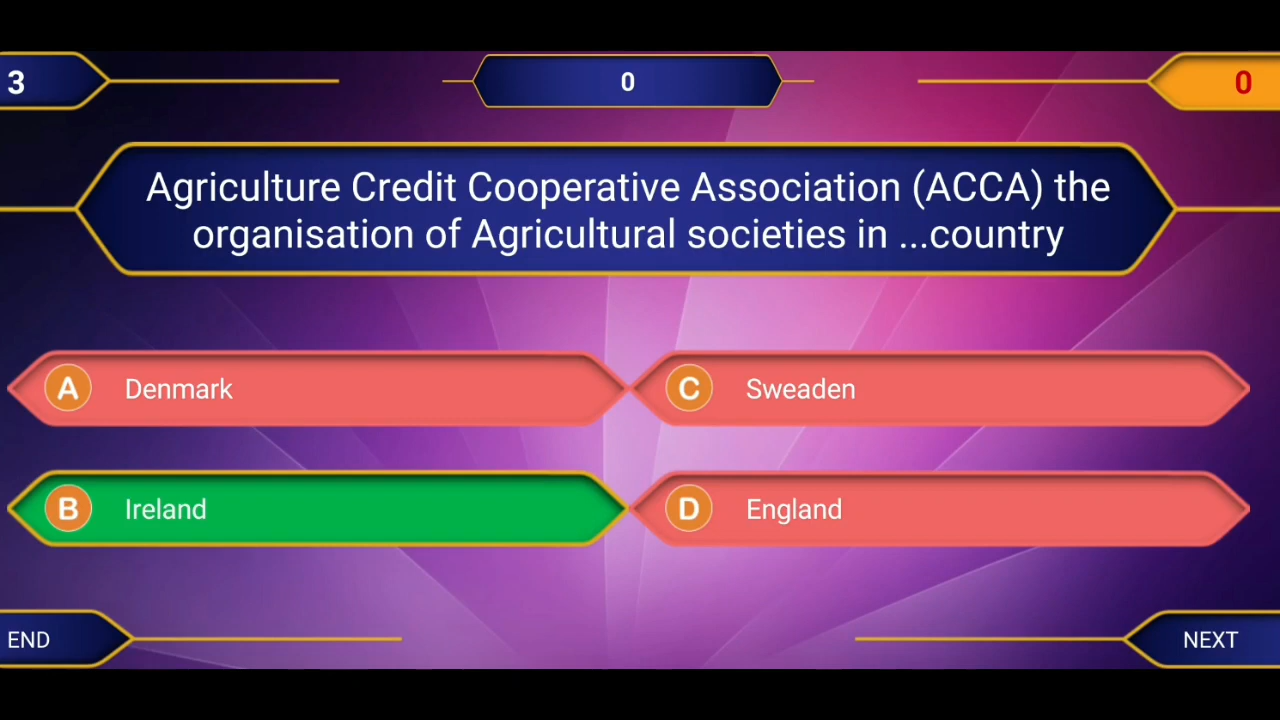 3
0
0
Agriculture Credit Cooperative Association (ACCA) the
organisation of Agricultural societies in ...country
A Denmark
C Sweaden
B Ireland
D England
END
NEXT